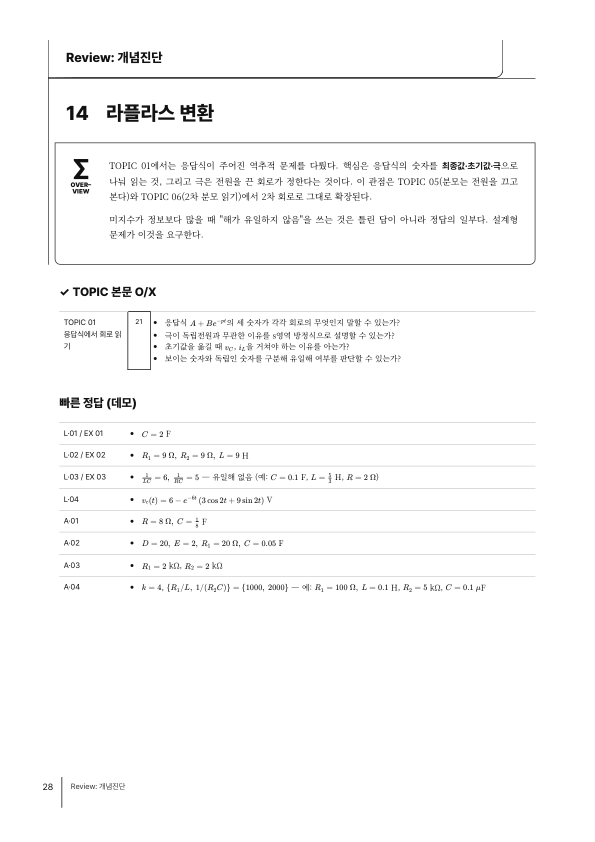 Review: 개념진단
14 라플라스 변환
Σ
OVER-
VIEW
TOPIC 01에서는 응답식이 주어진 역추적 문제를 다뤘다. 핵심은 응답식의 숫자를 최종값·초기값·극으로
나눠 읽는 것, 그리고 극은 전원을 끈 회로가 정한다는 것이다. 이 관점은 TOPIC 05(분모는 전원을 끄고
본다)와 TOPIC 06(2차 분모 읽기)에서 2차 회로로 그대로 확장된다.
미지수가 정보보다 많을 때 "해가 유일하지 않음"을 쓰는 것은 틀린 답이 아니라 정답의 일부다. 설계형
문제가 이것을 요구한다.
✓ TOPIC 본문 O/X
TOPIC 01
응답식에서 회로 읽
기
21
• 응답식 A + Be^{-pt}의 세 숫자가 각각 회로의 무엇인지 말할 수 있는가?
• 극이 독립전원과 무관한 이유를 s영역 방정식으로 설명할 수 있는가?
• 초기값을 옮길 때 v_C, i_L을 거쳐야 하는 이유를 아는가?
• 보이는 숫자와 독립인 숫자를 구분해 유일해 여부를 판단할 수 있는가?
빠른 정답 (데모)
L·01 / EX 01 • C = 2 F
L·02 / EX 02 • R₁ = 9 Ω, R₂ = 9 Ω, L = 9 H
L·03 / EX 03 • 1/LC = 6, 1/RC = 5 — 유일해 없음 (예: C = 0.1 F, L = 5/3 H, R = 2 Ω)
L·04 • v_c(t) = 6 − e^{−6t} (3 cos 2t + 9 sin 2t) V
A·01 • R = 8 Ω, C = 1/8 F
A·02 • D = 20, E = 2, R₁ = 20 Ω, C = 0.05 F
A·03 • R₁ = 2 kΩ, R₂ = 2 kΩ
A·04 • k = 4, {R₁/L, 1/(R₂C)} = {1000, 2000} — 예: R₁ = 100 Ω, L = 0.1 H, R₂ = 5 kΩ, C = 0.1 μF
28 Review: 개념진단